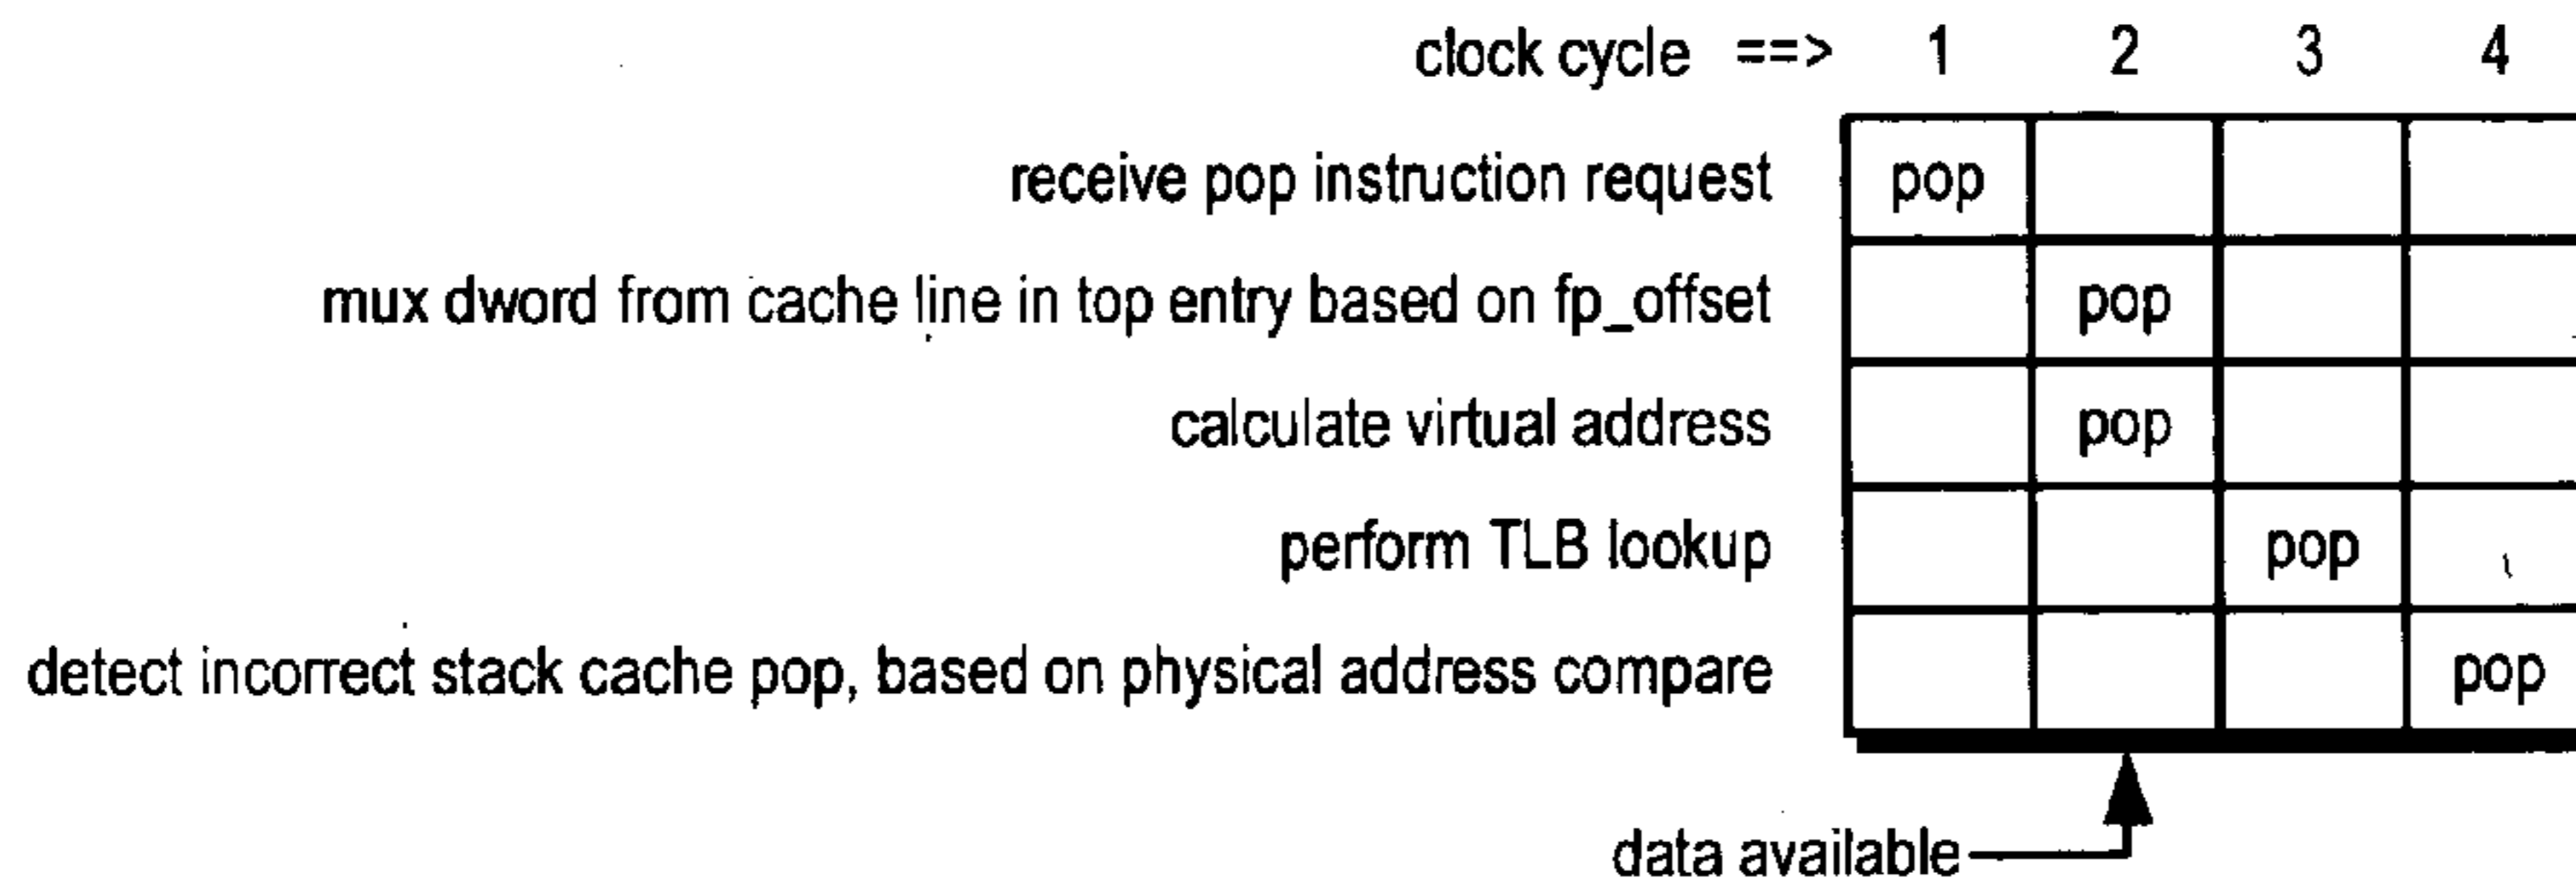 clock cycle ==> 1 2 3 4
receive pop instruction request pop
mux dword from cache line in top entry based on fp_offset pop
calculate virtual address pop
perform TLB lookup pop
detect incorrect stack cache pop, based on physical address compare pop
data available